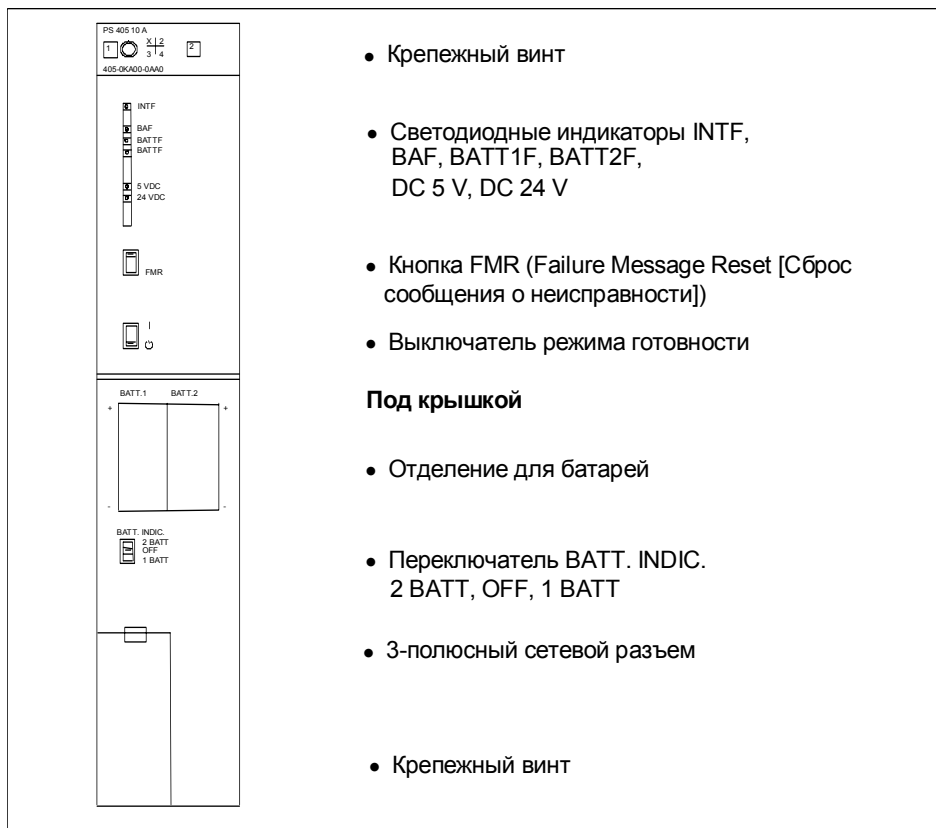 PS 405 10 A
1 X 2 2
3 4
405-0KA00-0AA0
INTF
BAF
BATTF
BATTF
5 VDC
24 VDC
FMR
I
BATT.1 BATT.2
+ +
- -
BATT. INDIC.
2 BATT
OFF
1 BATT
• Крепежный винт
• Светодиодные индикаторы INTF,
BAF, BATT1F, BATT2F,
DC 5 V, DC 24 V
• Кнопка FMR (Failure Message Reset [Сброс
сообщения о неисправности])
• Выключатель режима готовности
Под крышкой
• Отделение для батарей
• Переключатель BATT. INDIC.
2 BATT, OFF, 1 BATT
• 3-полюсный сетевой разъем
• Крепежный винт